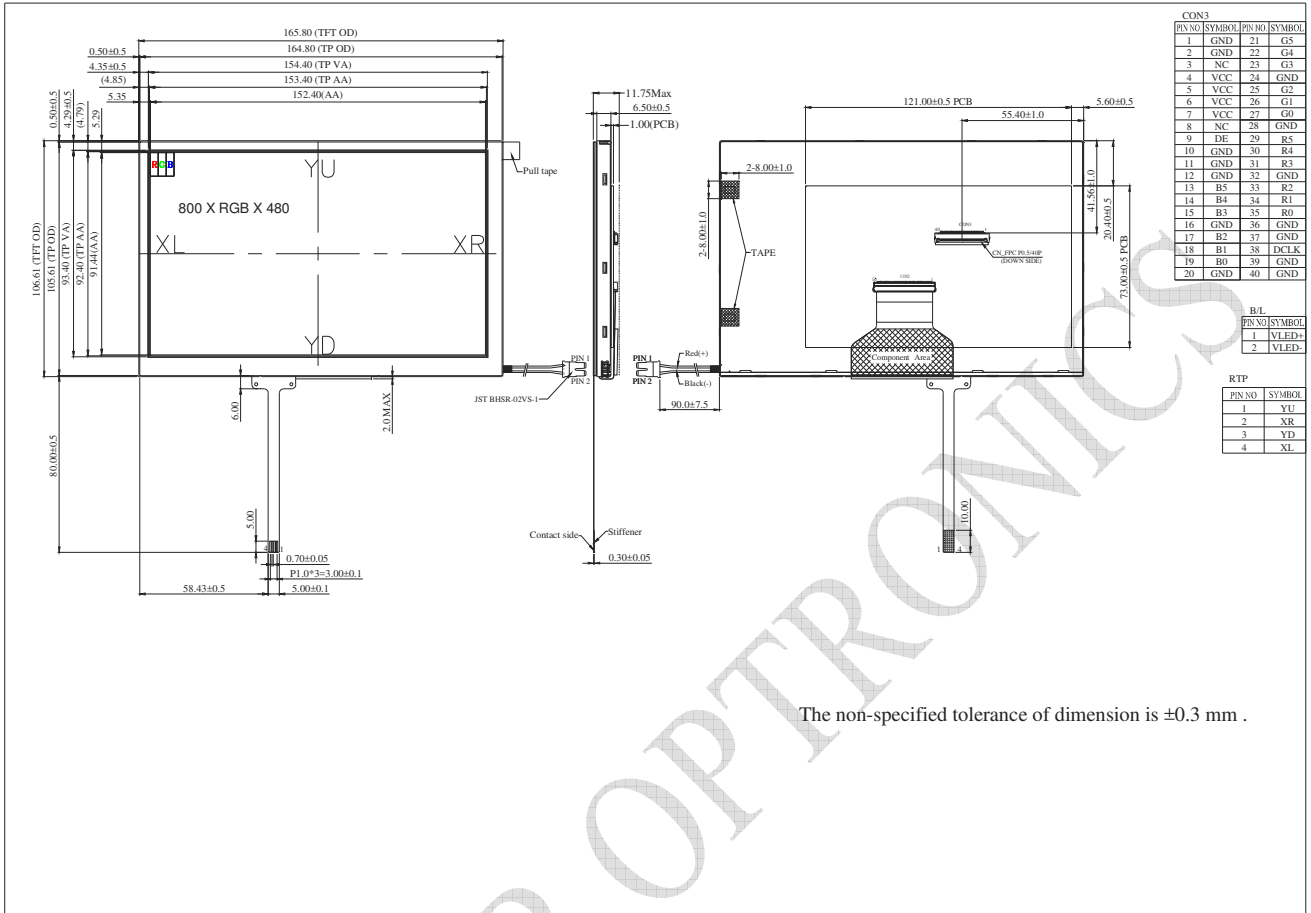 165.80 (TFT OD)
0.50±0.5
164.80 (TP OD)
4.35±0.5
154.40 (TP VA)
(4.85)
153.40 (TP AA)
5.35
152.40(AA)
0.50±0.5
4.29±0.5
(4.79)
5.29
106.61 (TFT OD)
105.61 (TP OD)
93.40 (TP VA)
92.40 (TP AA)
91.44(AA)
RGB
YU
800 X RGB X 480
XL
XR
YD
Pull tape
PIN 1
PIN 2
JST BHSR-02VS-1
6.00
2.0 MAX
80.00±0.5
5.00
4 1
0.70±0.05
P1.0*3=3.00±0.1
58.43±0.5
5.00±0.1
11.75Max
6.50±0.5
1.00(PCB)
Contact side
Stiffener
0.30±0.05
121.00±0.5 PCB
5.60±0.5
55.40±1.0
2-8.00±1.0
2-8.00±1.0
TAPE
41.56±1.0
20.40±0.5
73.00±0.5 PCB
CON3
40 1
CN_FPC P0.5/40P
(DOWN SIDE)
CON2
Component Area
PIN 1
PIN 2
Red(+)
Black(-)
90.0±7.5
10.00
1 4
CON3
PIN NO. SYMBOL PIN NO. SYMBOL
1 GND 21 G5
2 GND 22 G4
3 NC 23 G3
4 VCC 24 GND
5 VCC 25 G2
6 VCC 26 G1
7 VCC 27 G0
8 NC 28 GND
9 DE 29 R5
10 GND 30 R4
11 GND 31 R3
12 GND 32 GND
13 B5 33 R2
14 B4 34 R1
15 B3 35 R0
16 GND 36 GND
17 B2 37 GND
18 B1 38 DCLK
19 B0 39 GND
20 GND 40 GND
B/L
PIN NO. SYMBOL
1 VLED+
2 VLED-
RTP
PIN NO SYMBOL
1 YU
2 XR
3 YD
4 XL
The non-specified tolerance of dimension is ±0.3 mm .
P OPTRONICS